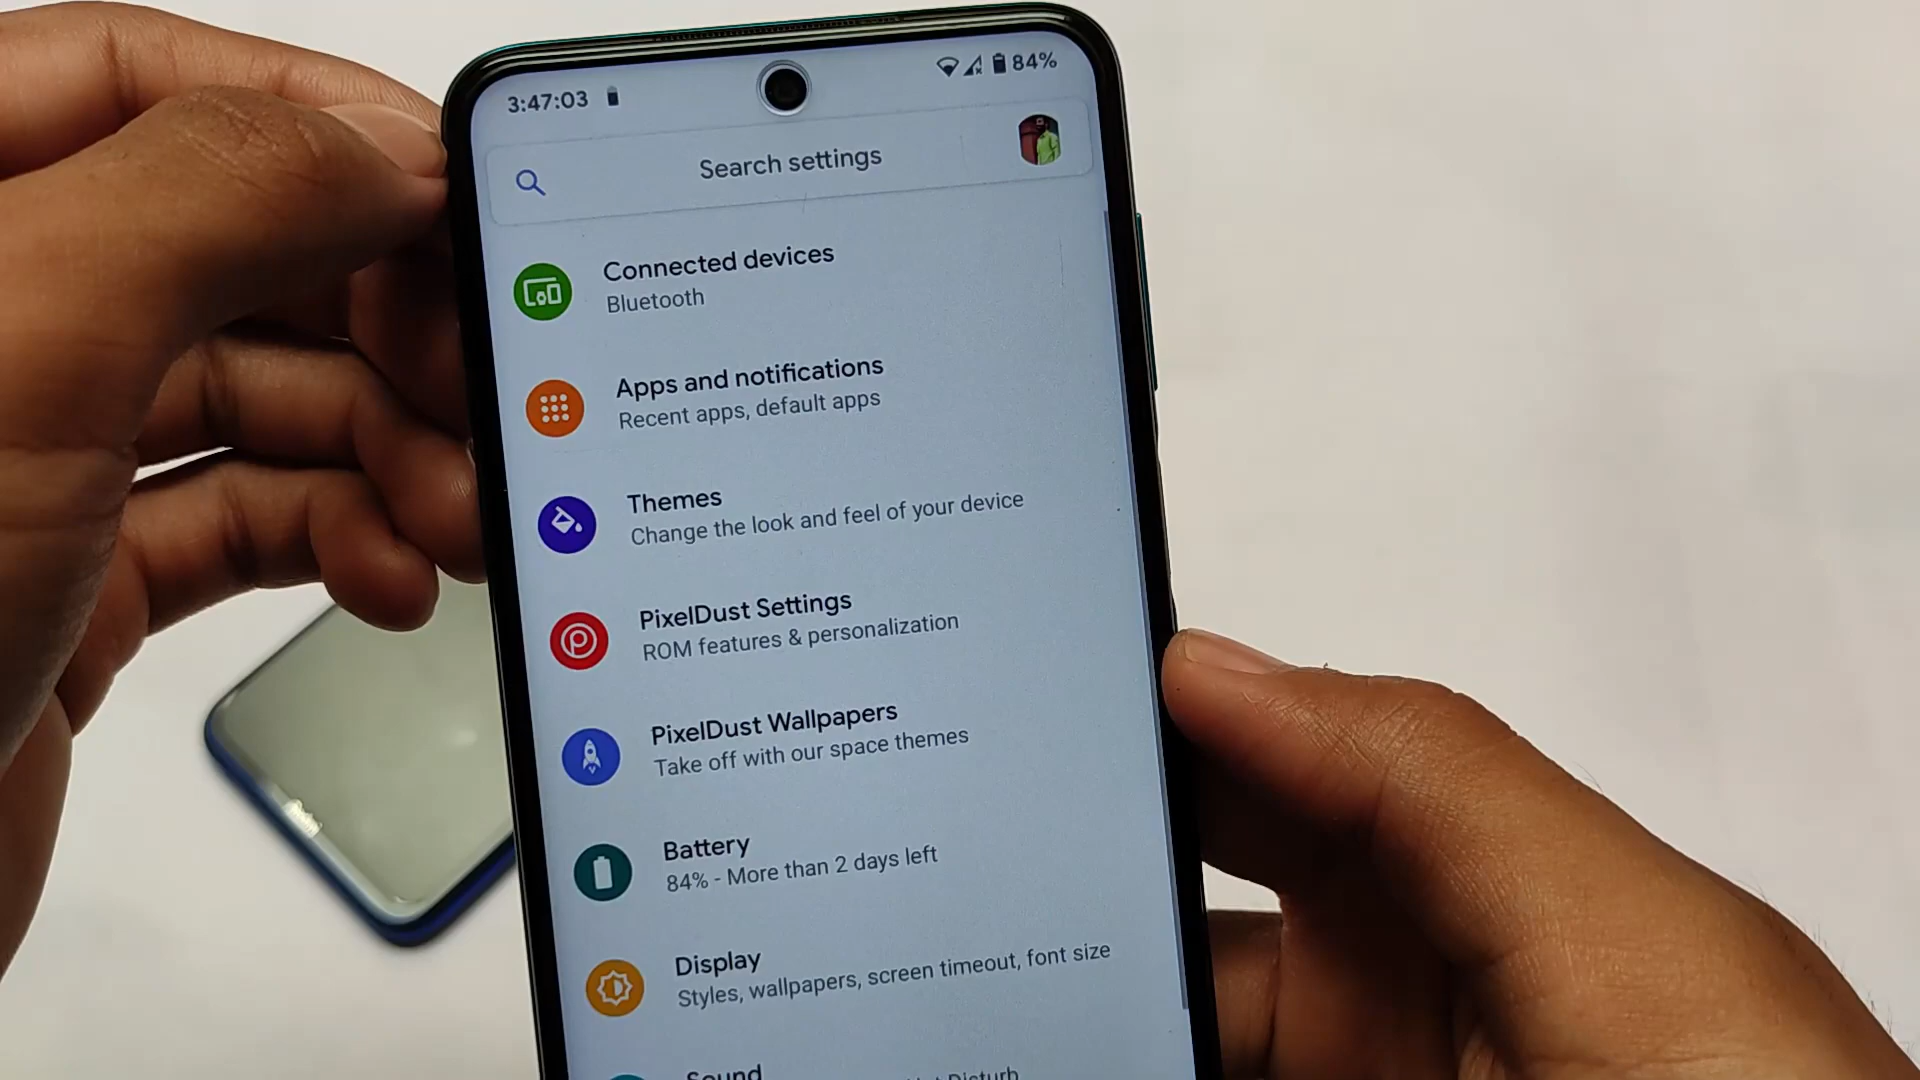 3:47:03
84%
Search settings
Connected devices
Bluetooth
Apps and notifications
Recent apps, default apps
Themes
Change the look and feel of your device
PixelDust Settings
ROM features & personalization
PixelDust Wallpapers
Take off with our space themes
Battery
84% - More than 2 days left
Display
Styles, wallpapers, screen timeout, font size
Sound
Disturb